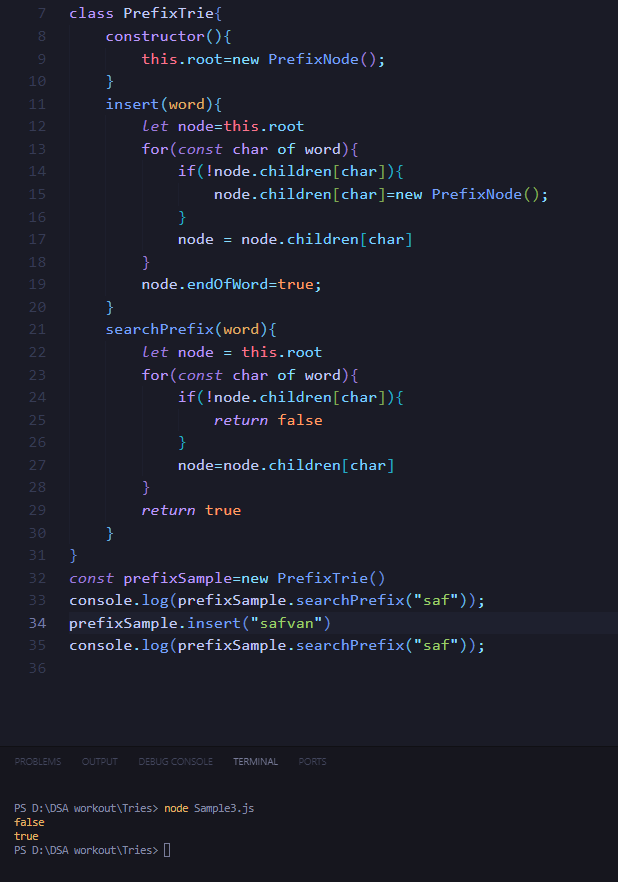 7 class PrefixTrie{
8     constructor(){
9         this.root=new PrefixNode();
10     }
11     insert(word){
12         let node=this.root
13         for(const char of word){
14             if(!node.children[char]){
15                 node.children[char]=new PrefixNode();
16             }
17             node = node.children[char]
18         }
19         node.endOfWord=true;
20     }
21     searchPrefix(word){
22         let node = this.root
23         for(const char of word){
24             if(!node.children[char]){
25                 return false
26             }
27             node=node.children[char]
28         }
29         return true
30     }
31 }
32 const prefixSample=new PrefixTrie()
33 console.log(prefixSample.searchPrefix("saf"));
34 prefixSample.insert("safvan")
35 console.log(prefixSample.searchPrefix("saf"));
36
PROBLEMS OUTPUT DEBUG CONSOLE TERMINAL PORTS
PS D:\DSA workout\Tries> node Sample3.js
false
true
PS D:\DSA workout\Tries>